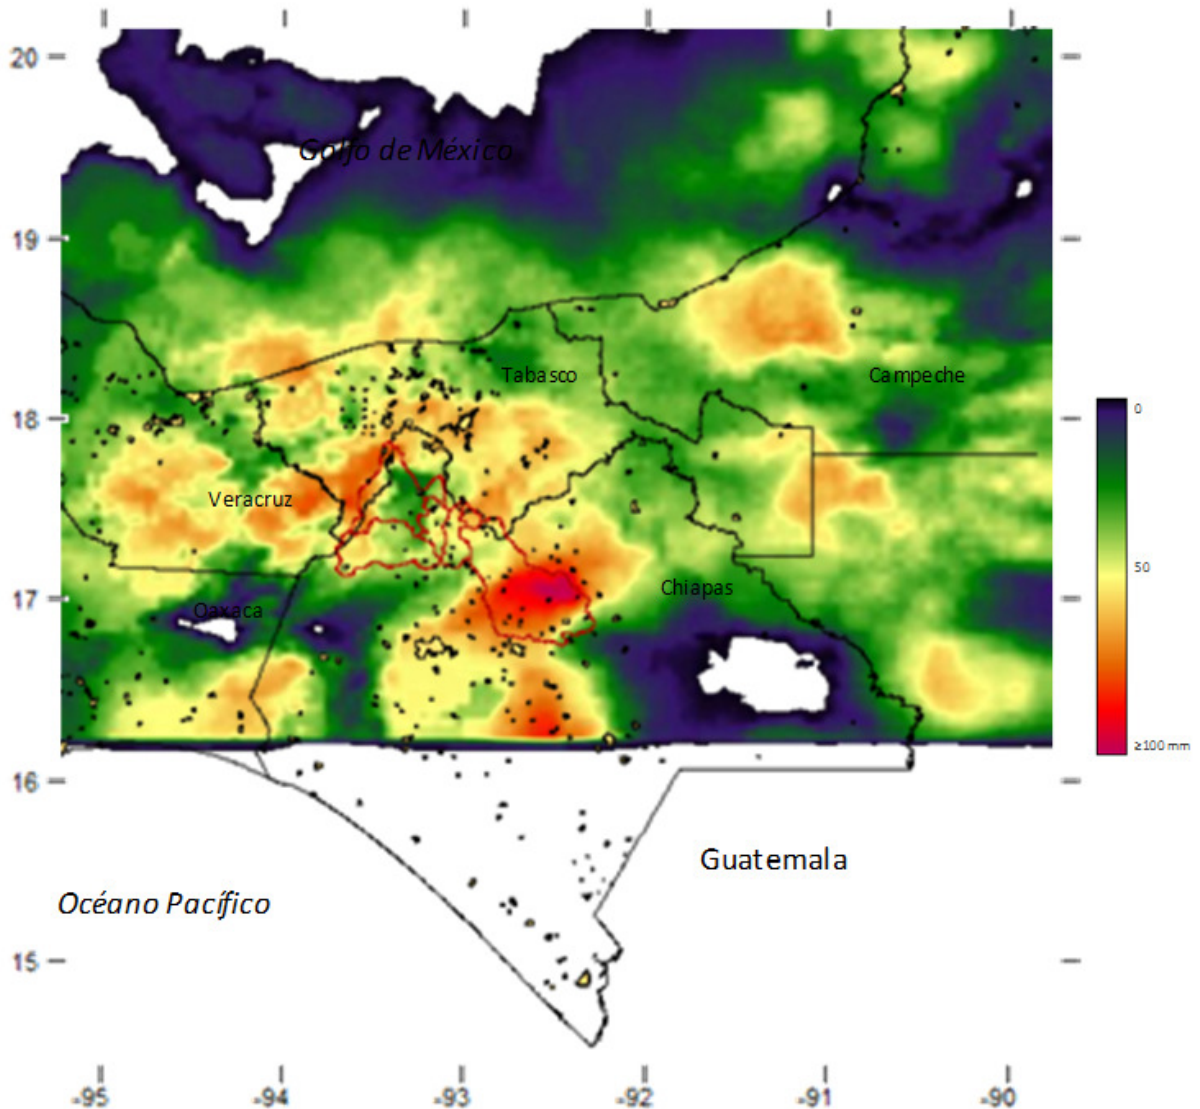 20
Golfo de México
19
Tabasco
Campeche
0
18
Veracruz
50
17
Oaxaca
Chiapas
≥100 mm
16
Guatemala
Océano Pacífico
15
-95
-94
-93
-92
-91
-90